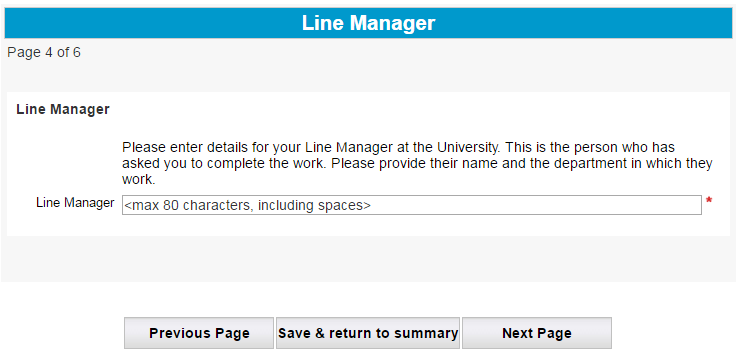 Line Manager
Page 4 of 6
Line Manager
Please enter details for your Line Manager at the University. This is the person who has
asked you to complete the work. Please provide their name and the department in which they
work.
Line Manager <max 80 characters, including spaces> *
Previous Page Save & return to summary Next Page